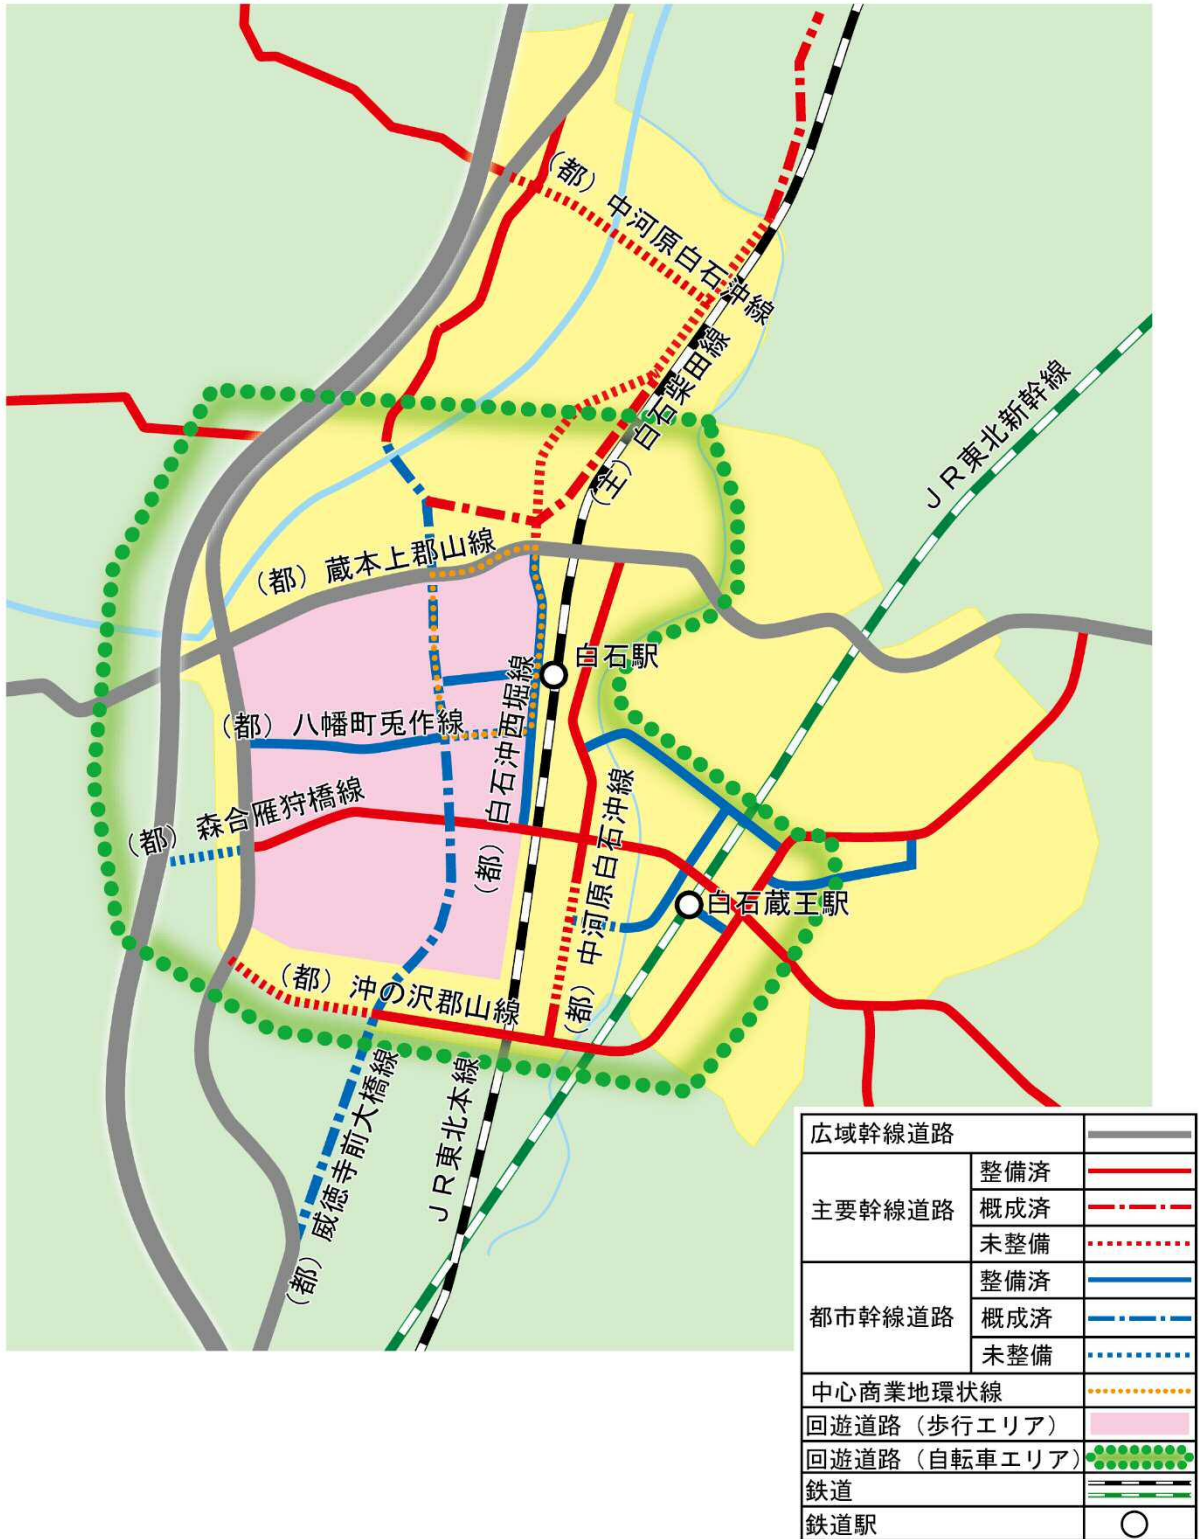 (都) 中河原白石沖線
(主) 白石柴田線
JR東北新幹線
(都) 蔵本上郡山線
白石駅
(都) 八幡町兎作線
(都) 白石沖西堀線
(都) 森合雁狩橋線
(都) 中河原白石沖線
白石蔵王駅
(都) 沖の沢郡山線
(都) 威徳寺前大橋線
JR東北本線
広域幹線道路
主要幹線道路
整備済
概成済
未整備
都市幹線道路
整備済
概成済
未整備
中心商業地環状線
回遊道路(歩行エリア)
回遊道路(自転車エリア)
鉄道
鉄道駅